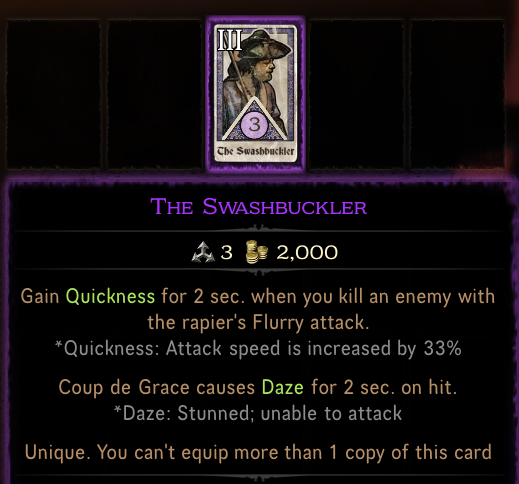 III
3
The Swashbuckler
The Swashbuckler
3 2,000
Gain Quickness for 2 sec. when you kill an enemy with
the rapier's Flurry attack.
*Quickness: Attack speed is increased by 33%
Coup de Grace causes Daze for 2 sec. on hit.
*Daze: Stunned; unable to attack
Unique. You can't equip more than 1 copy of this card